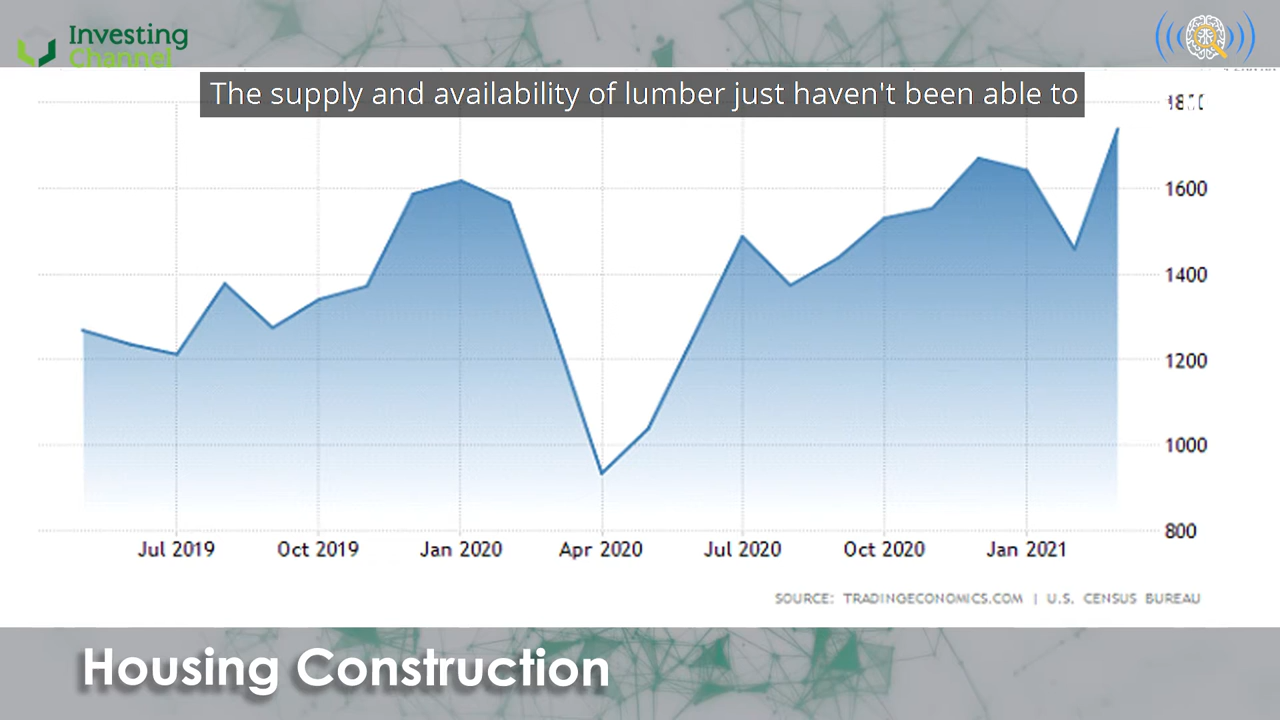 Investing
Channel
The supply and availability of lumber just haven't been able to
1600
1400
1200
1000
800
Jul 2019 Oct 2019 Jan 2020 Apr 2020 Jul 2020 Oct 2020 Jan 2021
SOURCE: TRADINGECONOMICS.COM | U.S. CENSUS BUREAU
Housing Construction